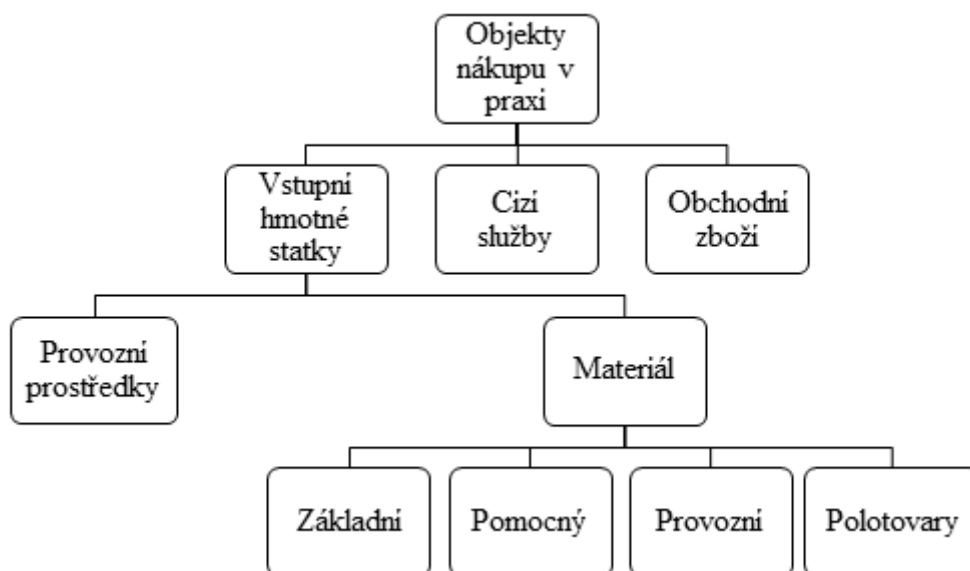 Objekty
nákupu v
praxi
Vstupní
hmotné
statky
Cizí
služby
Obchodní
zboží
Provozní
prostředky
Materiál
Základní
Pomocný
Provozní
Polotovary